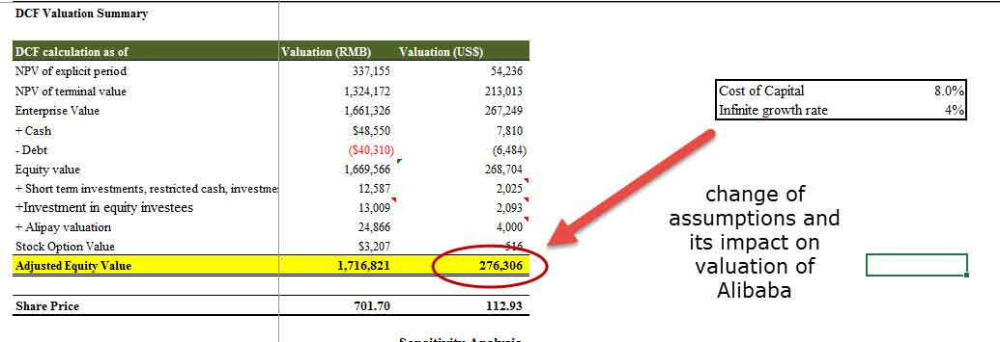 DCF Valuation Summary
DCF calculation as of Valuation (RMB) Valuation (US$)
NPV of explicit period 337,155 54,236
NPV of terminal value 1,324,172 213,013
Enterprise Value 1,661,326 267,249
+ Cash $48,550 7,810
- Debt ($40,310) (6,484)
Equity value 1,669,566 268,704
+ Short term investments, restricted cash, investme 12,587 2,025
+Investment in equity investees 13,009 2,093
+ Alipay valuation 24,866 4,000
Stock Option Value $3,207 516
Adjusted Equity Value 1,716,821 276,306
Share Price 701.70 112.93
Cost of Capital 8.0%
Infinite growth rate 4%
change of
assumptions and
its impact on
valuation of
Alibaba